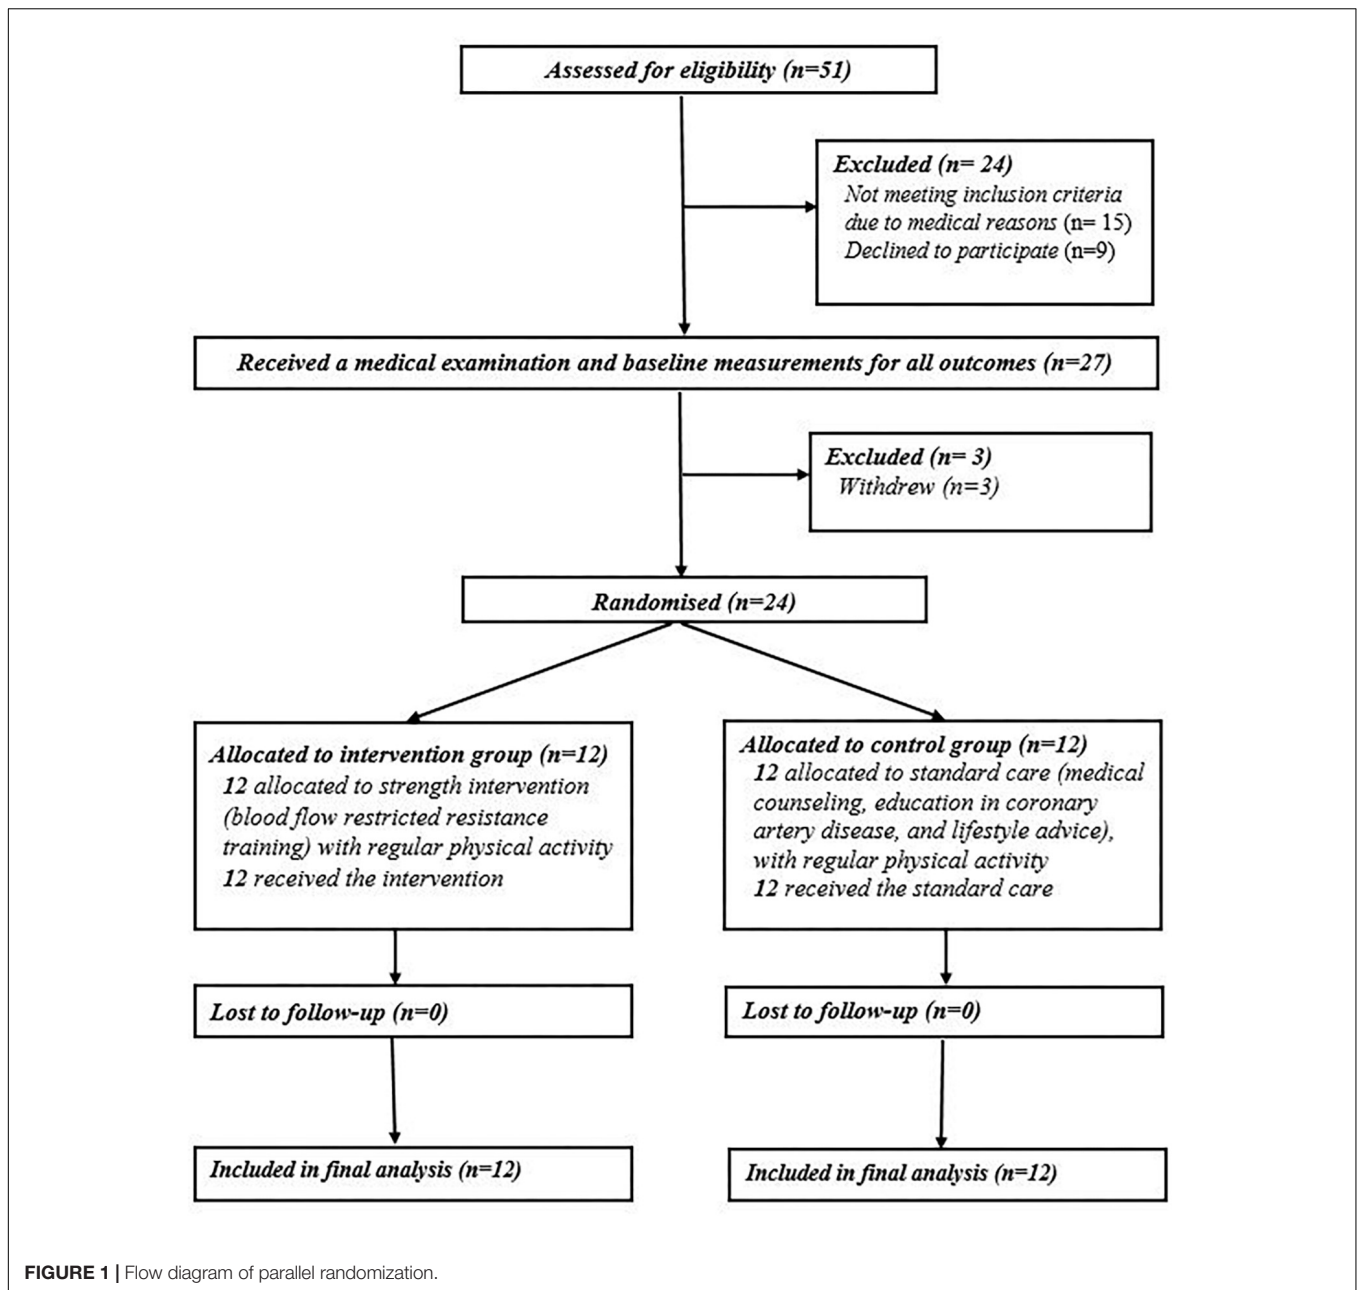 Assessed for eligibility (n=51)
Excluded (n= 24)
Not meeting inclusion criteria
due to medical reasons (n= 15)
Declined to participate (n=9)
Received a medical examination and baseline measurements for all outcomes (n=27)
Excluded (n= 3)
Withdrew (n=3)
Randomised (n=24)
Allocated to intervention group (n=12)
12 allocated to strength intervention
(blood flow restricted resistance
training) with regular physical activity
12 received the intervention
Allocated to control group (n=12)
12 allocated to standard care (medical
counseling, education in coronary
artery disease, and lifestyle advice),
with regular physical activity
12 received the standard care
Lost to follow-up (n=0)
Lost to follow-up (n=0)
Included in final analysis (n=12)
Included in final analysis (n=12)
FIGURE 1 | Flow diagram of parallel randomization.